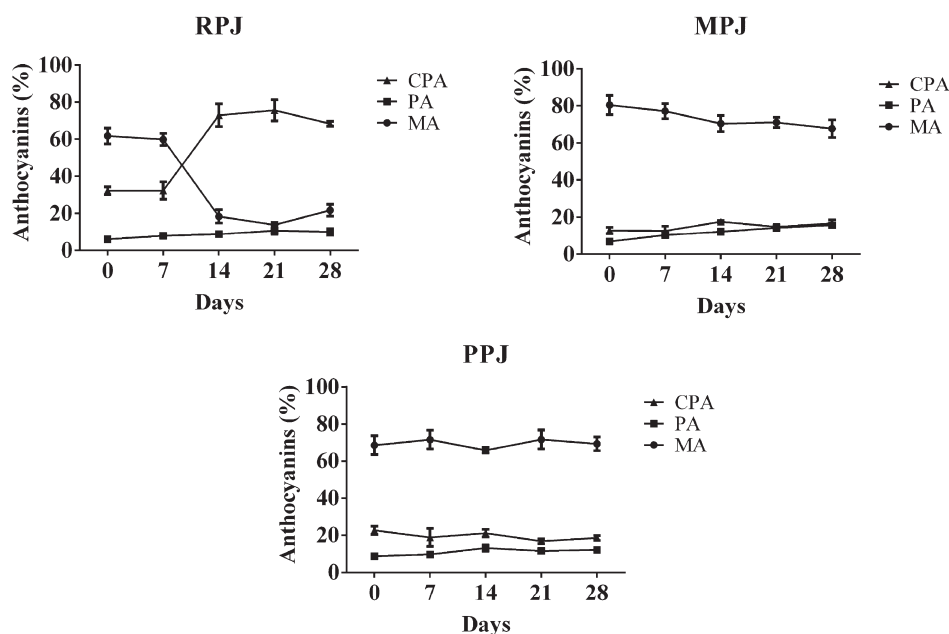 RPJ
Anthocyanins (%)
100
80
60
40
20
0
0 7 14 21 28
Days
CPA
PA
MA
MPJ
Anthocyanins (%)
100
80
60
40
20
0
0 7 14 21 28
Days
CPA
PA
MA
PPJ
Anthocyanins (%)
100
80
60
40
20
0
0 7 14 21 28
Days
CPA
PA
MA